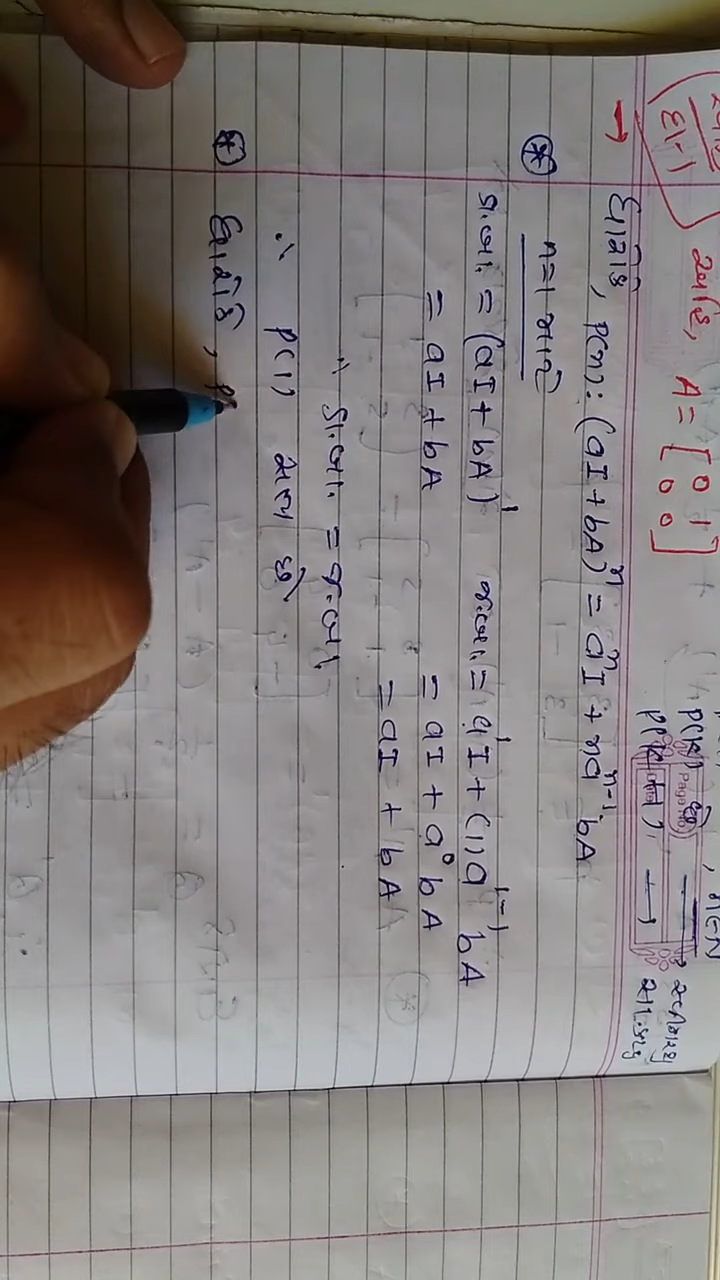 A = [ 0 1
0 0 ]
P(k)
P(k+1) →
→ ધારોકે, P(n): (aI + bA)ⁿ = aⁿI + naⁿ⁻¹bA
* n=1 માટે
ડા.બા. = (aI + bA)¹ જ.બા. = a¹I + (1)a¹⁻¹bA
= aI + bA = aI + a⁰bA
= aI + bA
∴ ડા.બા. = જ.બા.
∴ P(1) સત્ય છે
* ધારોકે, P